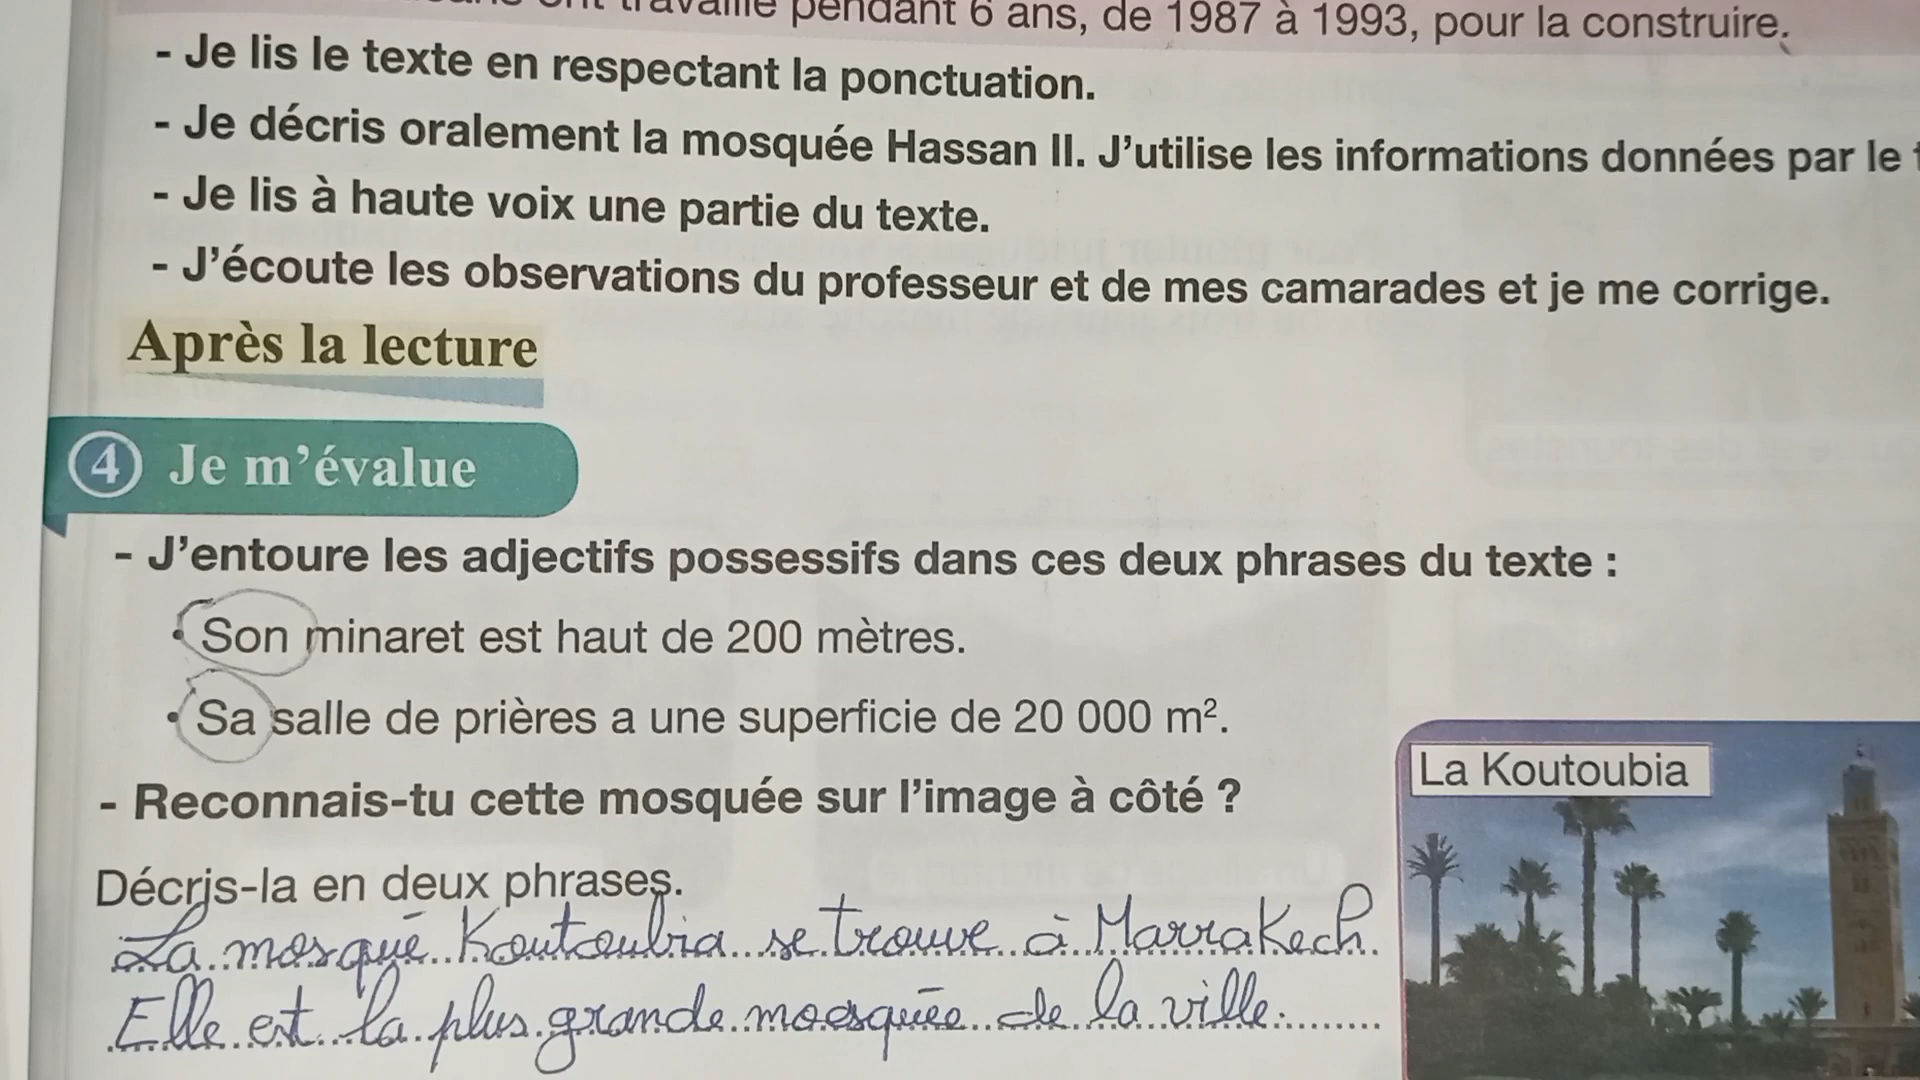 ont travaillé pendant 6 ans, de 1987 à 1993, pour la construire.
- Je lis le texte en respectant la ponctuation.
- Je décris oralement la mosquée Hassan II. J'utilise les informations données par le
- Je lis à haute voix une partie du texte.
- J'écoute les observations du professeur et de mes camarades et je me corrige.
Après la lecture
4 Je m'évalue
- J'entoure les adjectifs possessifs dans ces deux phrases du texte :
• Son minaret est haut de 200 mètres.
• Sa salle de prières a une superficie de 20 000 m².
- Reconnais-tu cette mosquée sur l'image à côté ?
La Koutoubia
Décris-la en deux phrases.
La mosqué Koutoubia se trouve à Marrakech.
Elle est la plus grande mosquée de la ville.